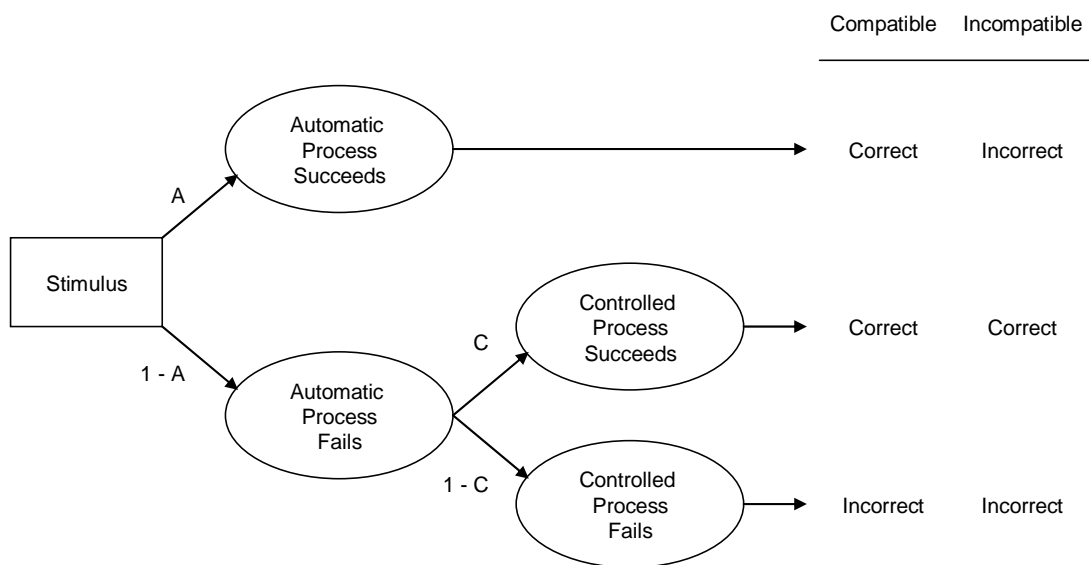 Compatible Incompatible
Automatic
Process
Succeeds
Correct Incorrect
A
Stimulus
Controlled
Process
Succeeds
Correct Correct
C
1 - A
Automatic
Process
Fails
1 - C
Controlled
Process
Fails
Incorrect Incorrect